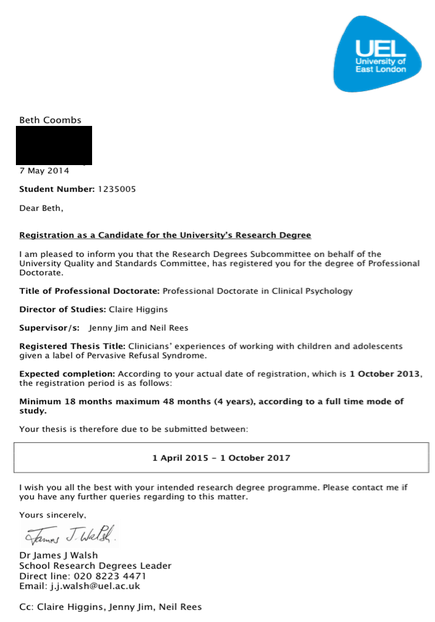 UEL
University of
East London
Beth Coombs
7 May 2014
Student Number: 1235005
Dear Beth,
Registration as a Candidate for the University's Research Degree
I am pleased to inform you that the Research Degrees Subcommittee on behalf of the
University Quality and Standards Committee, has registered you for the degree of Professional
Doctorate.
Title of Professional Doctorate: Professional Doctorate in Clinical Psychology
Director of Studies: Claire Higgins
Supervisor/s: Jenny Jim and Neil Rees
Registered Thesis Title: Clinicians' experiences of working with children and adolescents
given a label of Pervasive Refusal Syndrome.
Expected completion: According to your actual date of registration, which is 1 October 2013,
the registration period is as follows:
Minimum 18 months maximum 48 months (4 years), according to a full time mode of
study.
Your thesis is therefore due to be submitted between:
1 April 2015 - 1 October 2017
I wish you all the best with your intended research degree programme. Please contact me if
you have any further queries regarding to this matter.
Yours sincerely,
James J. Walsh.
Dr James J Walsh
School Research Degrees Leader
Direct line: 020 8223 4471
Email: j.j.walsh@uel.ac.uk
Cc: Claire Higgins, Jenny Jim, Neil Rees